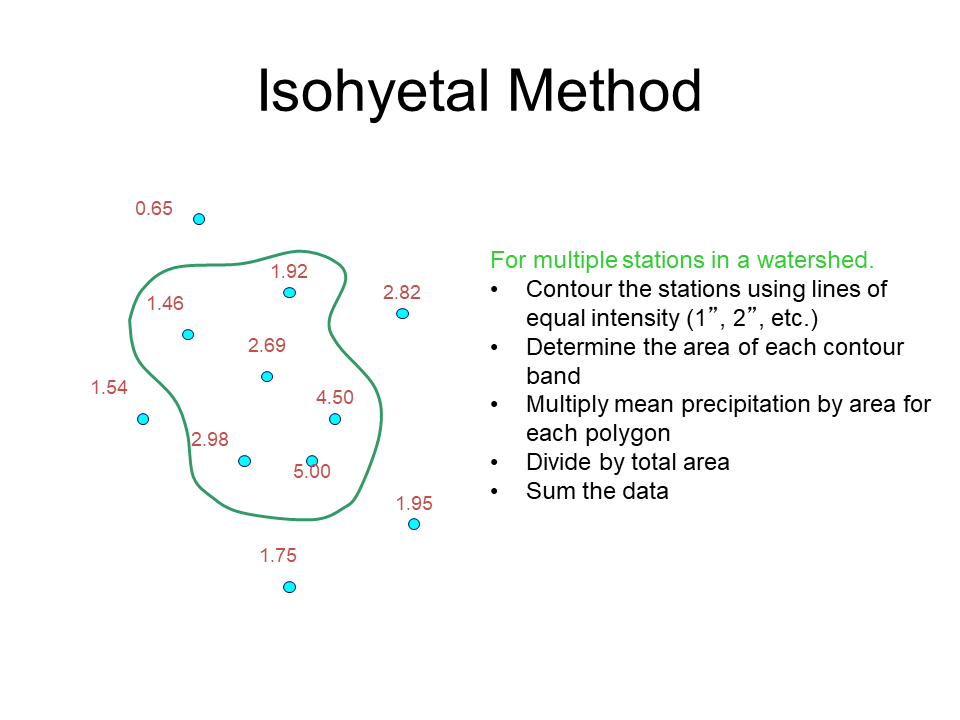 Isohyetal Method
0.65
1.92
2.82
1.46
2.69
1.54
4.50
2.98
5.00
1.95
1.75
For multiple stations in a watershed.
• Contour the stations using lines of
equal intensity (1”, 2”, etc.)
• Determine the area of each contour
band
• Multiply mean precipitation by area for
each polygon
• Divide by total area
• Sum the data